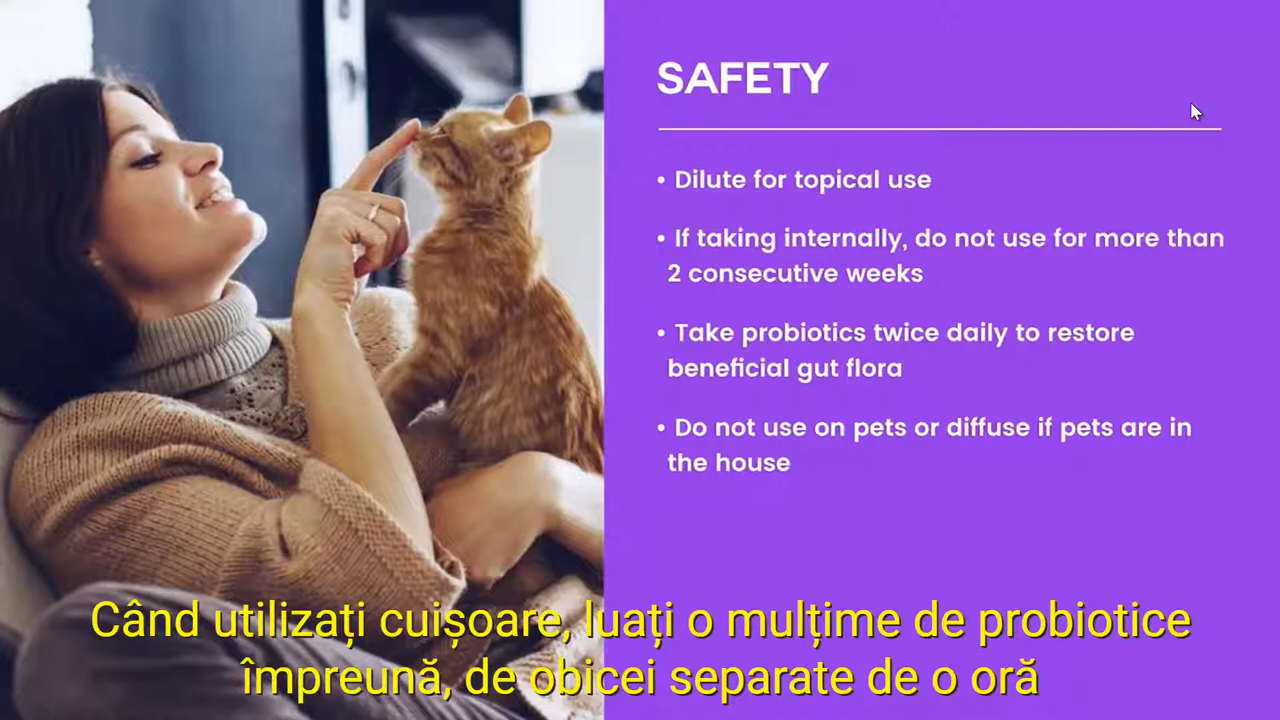 SAFETY
• Dilute for topical use
• If taking internally, do not use for more than
2 consecutive weeks
• Take probiotics twice daily to restore
beneficial gut flora
• Do not use on pets or diffuse if pets are in
the house
Când utilizați cuișoare, luați o mulțime de probiotice
împreună, de obicei separate de o oră